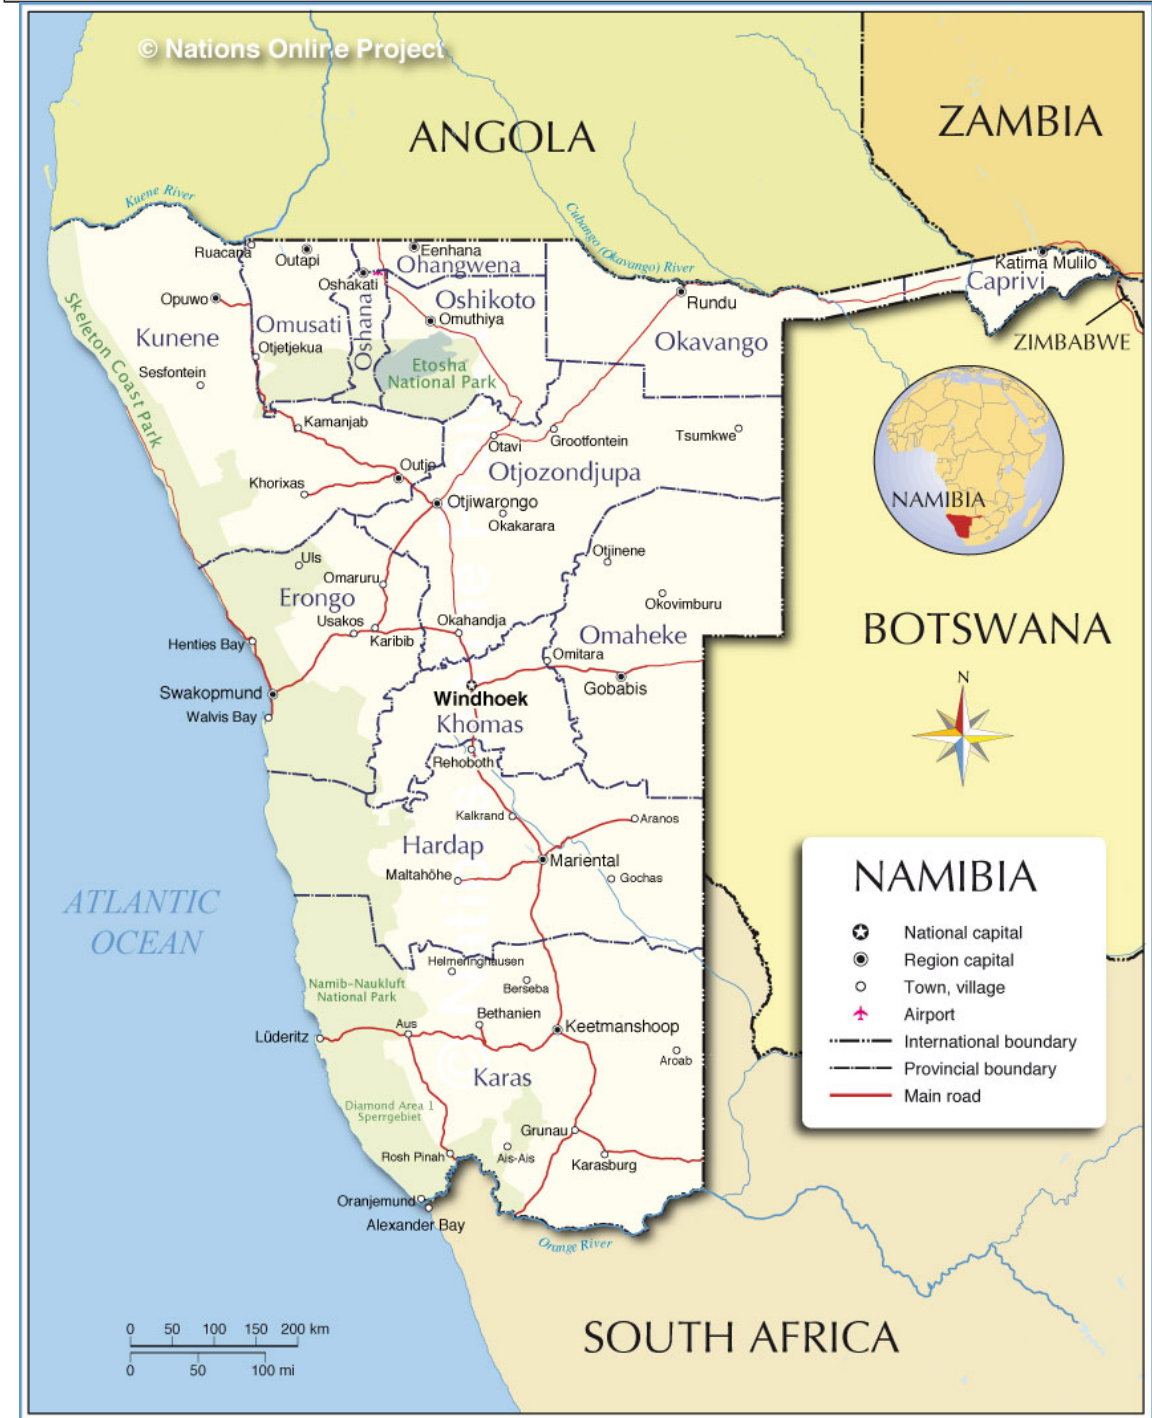 © Nations Online Project
ANGOLA
ZAMBIA
Kuene River
Cubango (Okavango) River
Ruacana
Outapi
Eenhana
Ohangwena
Katima Mulilo
Caprivi
Oshakati
Opuwo
Oshikoto
Rundu
Omuthiya
Skeleton Coast Park
Kunene
Omusati
Oshana
Okavango
ZIMBABWE
Otjetjekua
Sesfontein
Etosha
National Park
Kamanjab
Otavi
Grootfontein
Tsumkwe
Outjo
Khorixas
Otjozondjupa
Otjiwarongo
NAMIBIA
Okakarara
Uls
Otjinene
Omaruru
Erongo
Okovimburu
Usakos
Karibib
Okahandja
Omaheke
BOTSWANA
Henties Bay
Omitara
Swakopmund
Gobabis
N
Walvis Bay
Windhoek
Khomas
Rehoboth
Kalkrand
Aranos
Hardap
Mariental
Maltahöhe
Gochas
ATLANTIC
OCEAN
NAMIBIA
National capital
Region capital
Town, village
Airport
International boundary
Provincial boundary
Main road
Helmeringhausen
Namib-Naukluft
National Park
Berseba
Bethanien
Lüderitz
Aus
Keetmanshoop
Aroab
Karas
Diamond Area 1
Sperrgebiet
Grunau
Rosh Pinah
Ais-Ais
Karasburg
Oranjemund
Alexander Bay
Orange River
SOUTH AFRICA
0 50 100 150 200 km
0 50 100 mi